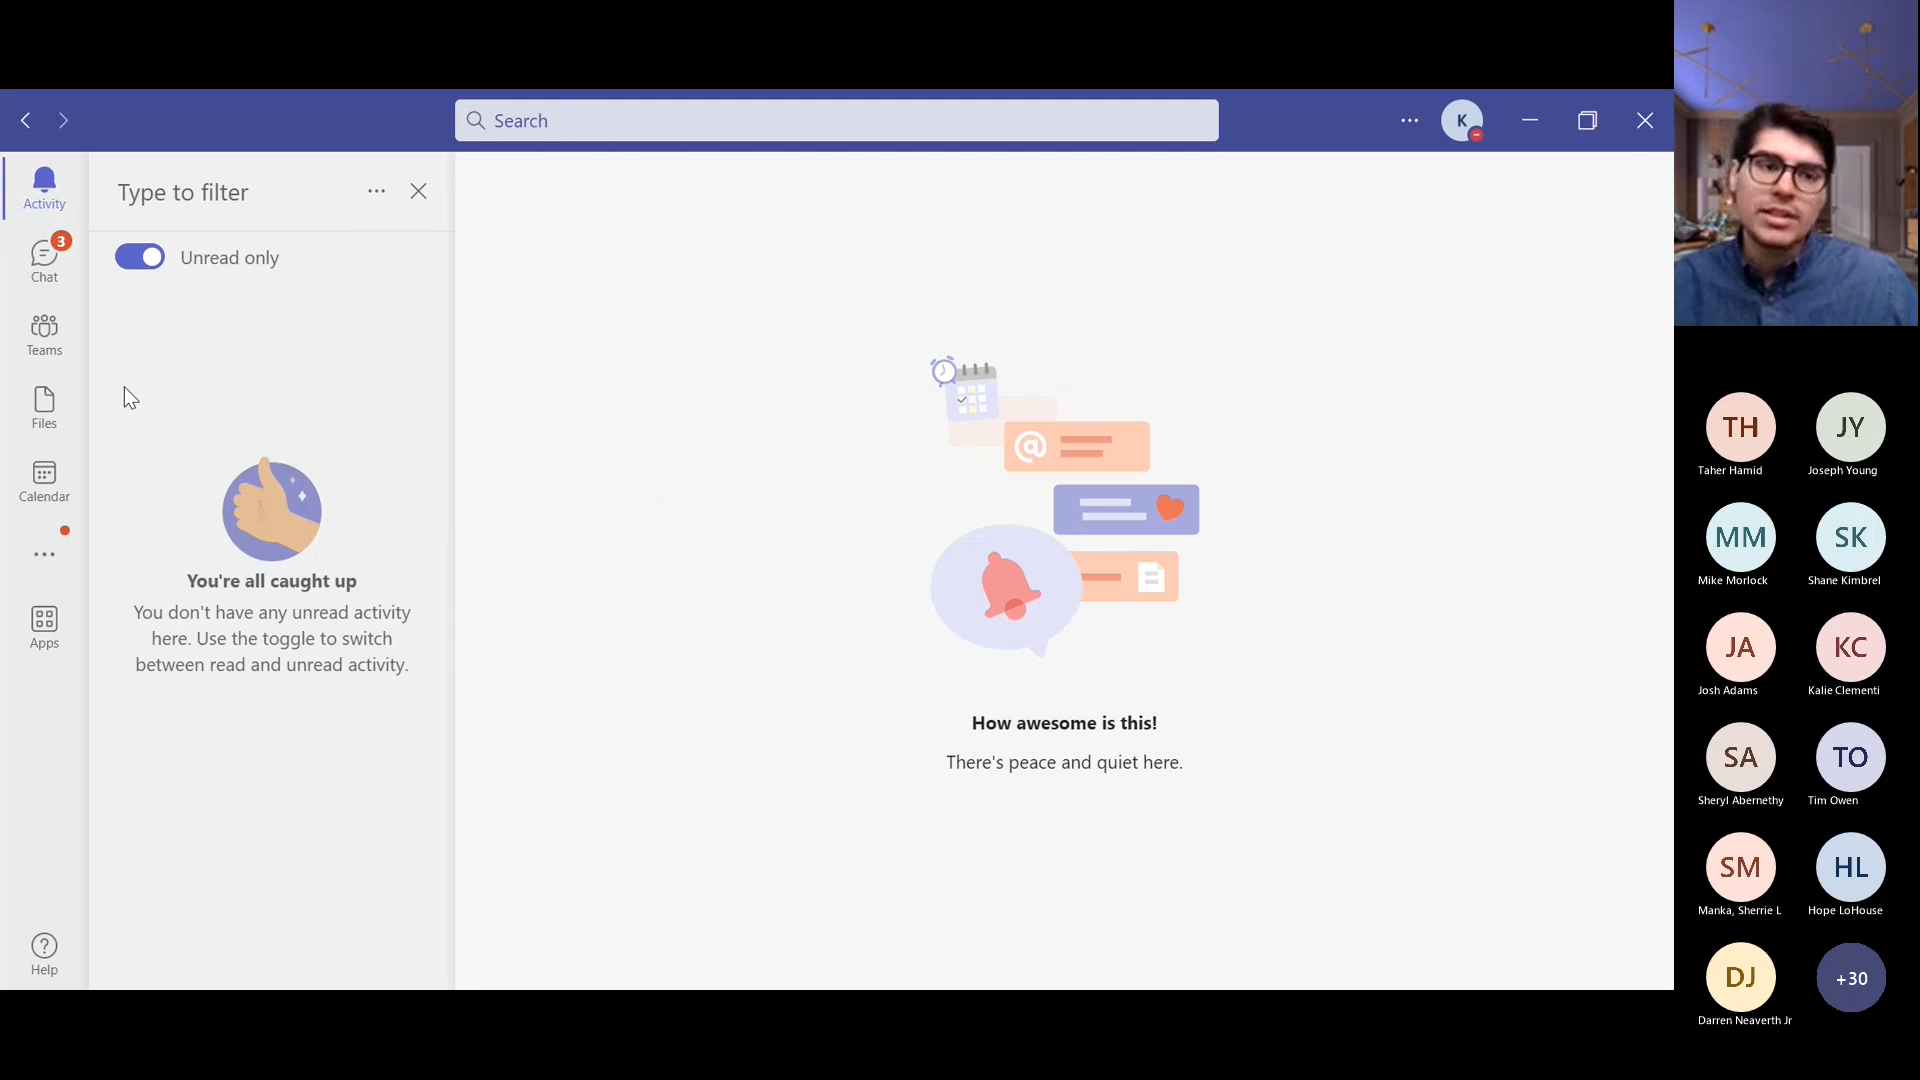 Search
K
Activity
Type to filter
3
Chat
Unread only
Teams
Files
Calendar
Apps
Help
You're all caught up
You don't have any unread activity
here. Use the toggle to switch
between read and unread activity.
@
How awesome is this!
There's peace and quiet here.
TH
Taher Hamid
JY
Joseph Young
MM
Mike Morlock
SK
Shane Kimbrel
JA
Josh Adams
KC
Kalie Clementi
SA
Sheryl Abernethy
TO
Tim Owen
SM
Manka, Sherrie L
HL
Hope LoHouse
DJ
Darren Neaverth Jr
+30